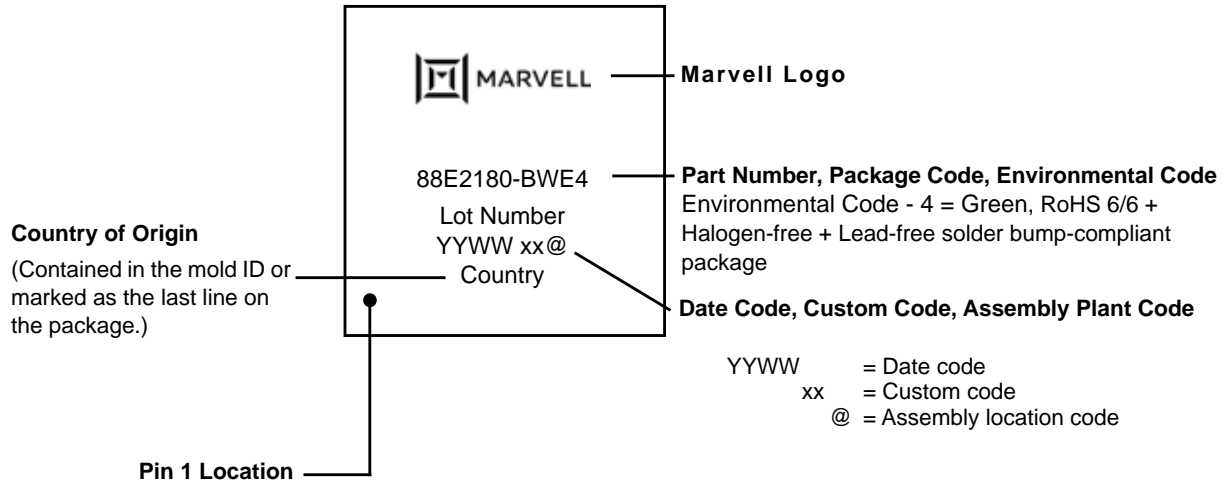 MARVELL
Marvell Logo
88E2180-BWE4
Part Number, Package Code, Environmental Code
Environmental Code - 4 = Green, RoHS 6/6 +
Halogen-free + Lead-free solder bump-compliant
package
Lot Number
YYWW xx@
Country
Country of Origin
(Contained in the mold ID or
marked as the last line on
the package.)
Date Code, Custom Code, Assembly Plant Code
YYWW = Date code
xx = Custom code
@ = Assembly location code
Pin 1 Location